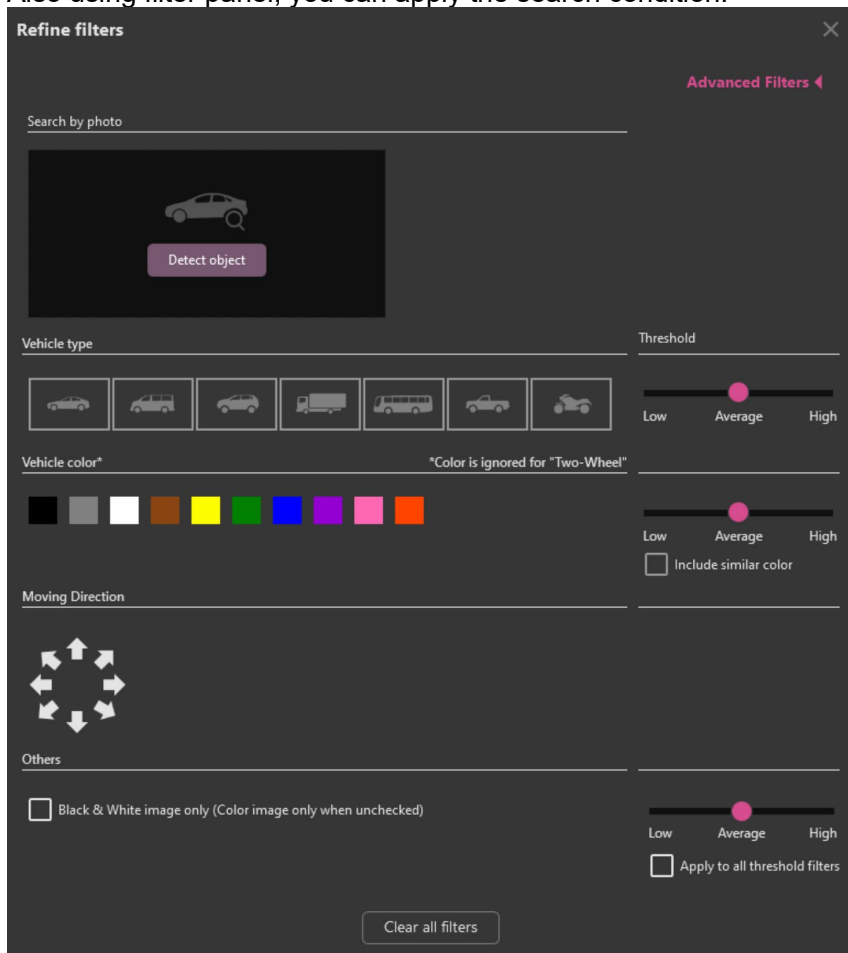 Also using filter panel, you can apply the search condition.
Refine filters
Advanced Filters
Search by photo
Detect object
Vehicle type
Threshold
Low Average High
Vehicle color* *Color is ignored for "Two-Wheel"
Low Average High
Include similar color
Moving Direction
Others
Black & White image only (Color image only when unchecked)
Low Average High
Apply to all threshold filters
Clear all filters